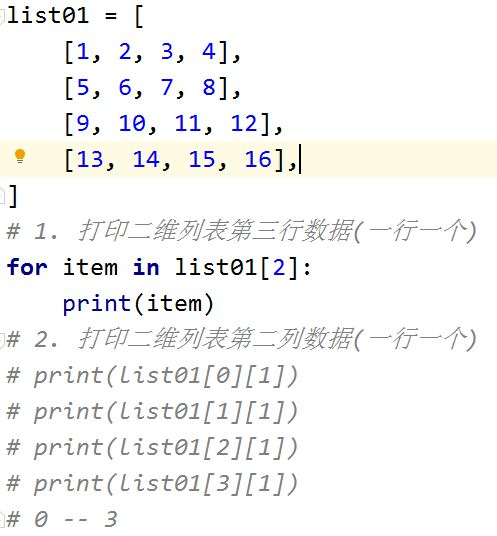 list01 = [
    [1, 2, 3, 4],
    [5, 6, 7, 8],
    [9, 10, 11, 12],
    [13, 14, 15, 16],
]
# 1. 打印二维列表第三行数据(一行一个)
for item in list01[2]:
    print(item)
# 2. 打印二维列表第二列数据(一行一个)
# print(list01[0][1])
# print(list01[1][1])
# print(list01[2][1])
# print(list01[3][1])
# 0 -- 3